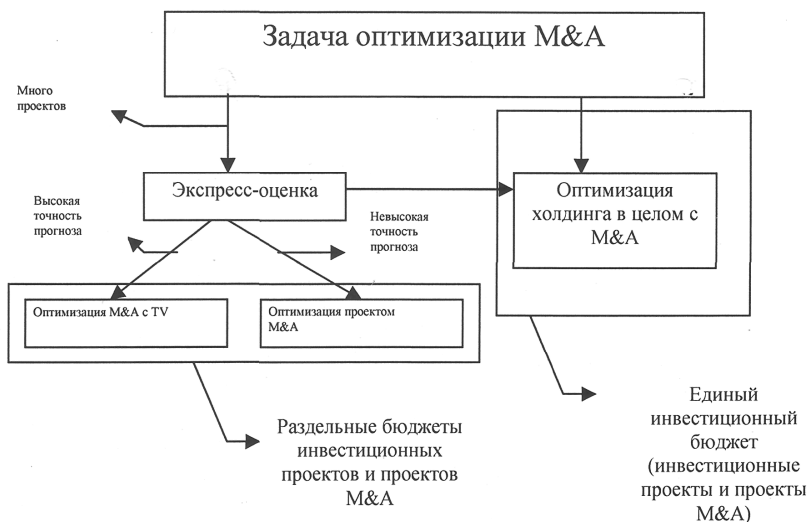 Задача оптимизации M&A
Много
проектов
Экспресс-оценка
Оптимизация
холдинга в целом с
M&A
Высокая
точность
прогноза
Невысокая
точность
прогноза
Оптимизация M&A с TV
Оптимизация проектом
M&A
Раздельные бюджеты
инвестиционных
проектов и проектов
M&A
Единый
инвестиционный
бюджет
(инвестиционные
проекты и проекты
M&A)